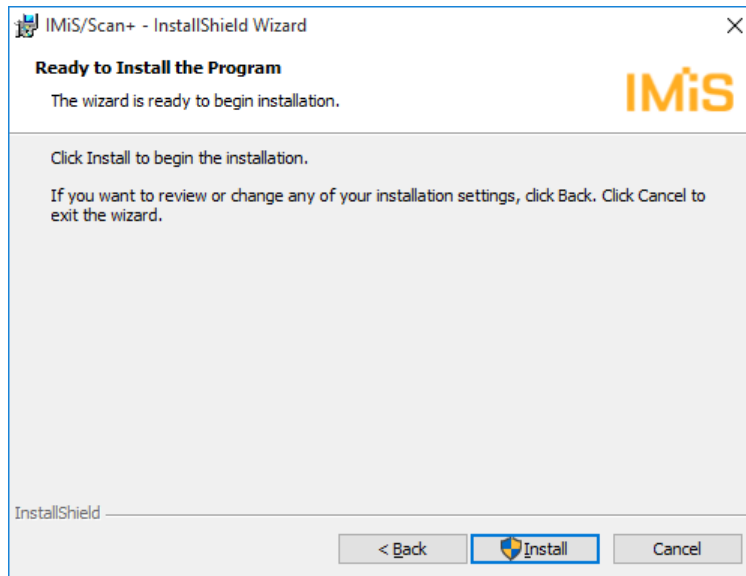 IMiS/Scan+ - InstallShield Wizard
Ready to Install the Program
The wizard is ready to begin installation.
IMiS
Click Install to begin the installation.
If you want to review or change any of your installation settings, click Back. Click Cancel to
exit the wizard.
InstallShield
< Back
Install
Cancel